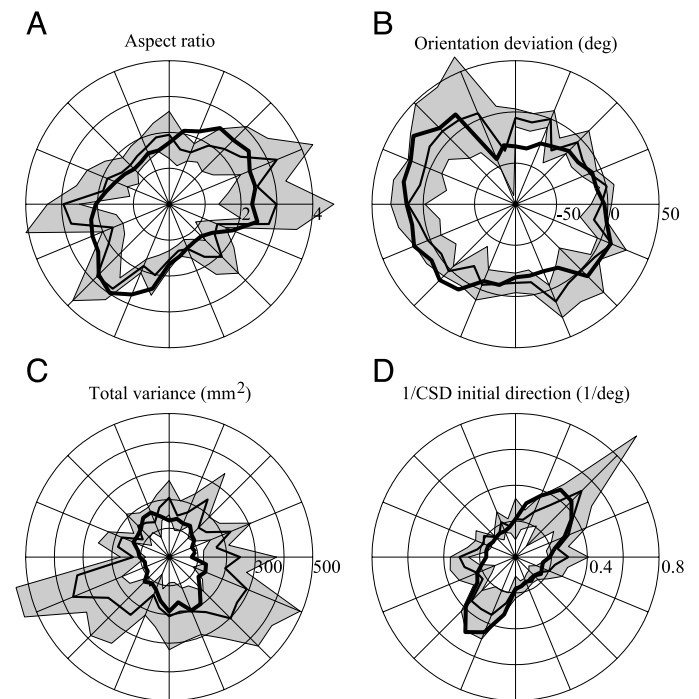 A
Aspect ratio
2
4
B
Orientation deviation (deg)
-50
0
50
C
Total variance (mm2)
300
500
D
1/CSD initial direction (1/deg)
0.4
0.8